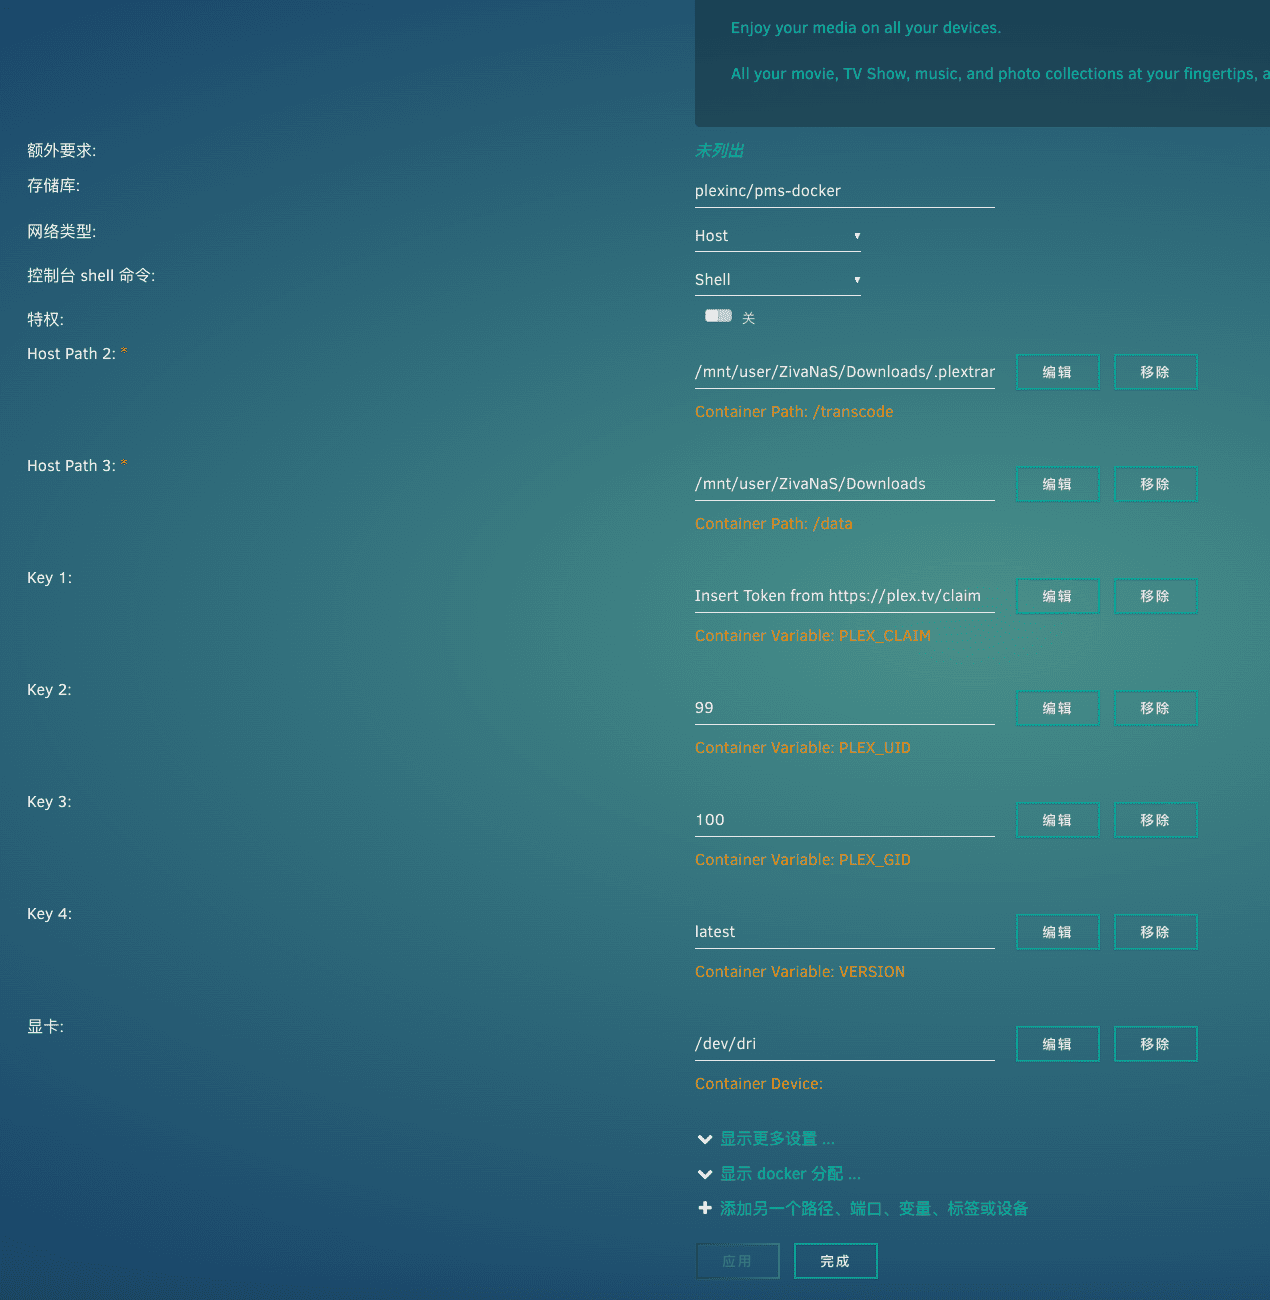 Enjoy your media on all your devices.
All your movie, TV Show, music, and photo collections at your fingertips,
额外要求:
未列出
存储库:
plexinc/pms-docker
网络类型:
Host
控制台 shell 命令:
Shell
特权:
关
Host Path 2: *
/mnt/user/ZivaNaS/Downloads/.plextrar
编辑
移除
Container Path: /transcode
Host Path 3: *
/mnt/user/ZivaNaS/Downloads
编辑
移除
Container Path: /data
Key 1:
Insert Token from https://plex.tv/claim
编辑
移除
Container Variable: PLEX_CLAIM
Key 2:
99
编辑
移除
Container Variable: PLEX_UID
Key 3:
100
编辑
移除
Container Variable: PLEX_GID
Key 4:
latest
编辑
移除
Container Variable: VERSION
显卡:
/dev/dri
编辑
移除
Container Device:
显示更多设置 ...
显示 docker 分配 ...
添加另一个路径、端口、变量、标签或设备
应用
完成